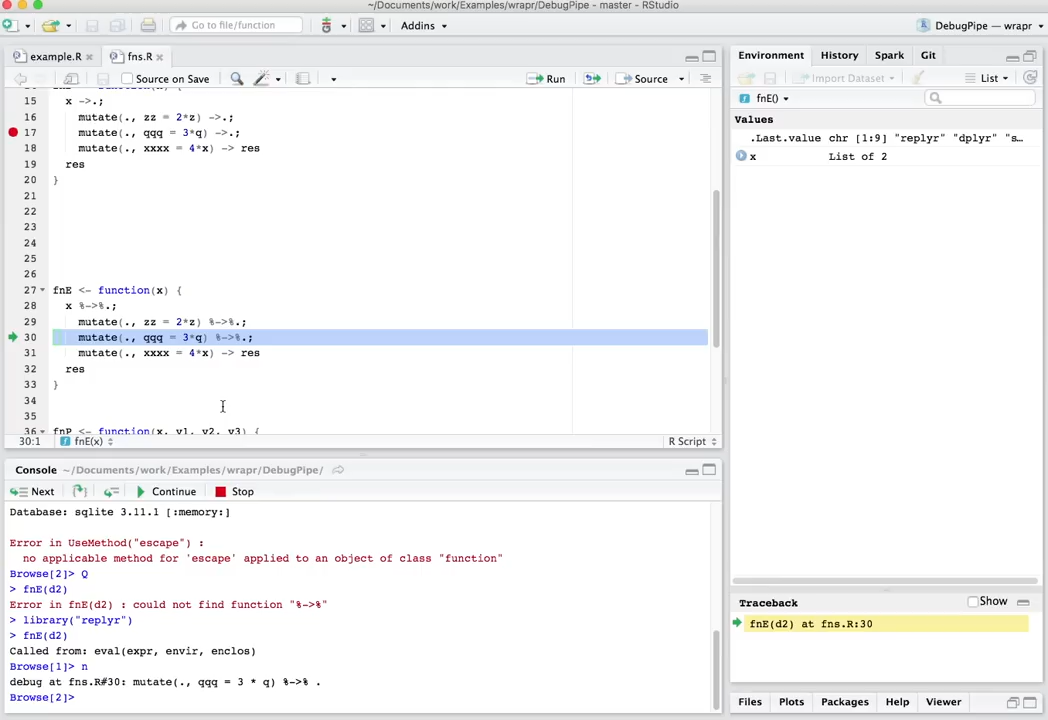 ~/Documents/work/Examples/wrapr/DebugPipe - master - RStudio
Go to file/function
Addins
DebugPipe — wrapr
example.R
fns.R
Source on Save
Run
Source
15 x ->.;
16 mutate(., zz = 2*z) ->.;
17 mutate(., qqq = 3*q) ->.;
18 mutate(., xxxx = 4*x) -> res
19 res
20 }
21
22
23
24
25
26
27 fnE <- function(x) {
28 x %->%.;
29 mutate(., zz = 2*z) %->%.;
30 mutate(., qqq = 3*q) %->%.;
31 mutate(., xxxx = 4*x) -> res
32 res
33 }
34
35
36 fnP <- function(x, y1, y2, y3) {
30:1 fnE(x) R Script
Console ~/Documents/work/Examples/wrapr/DebugPipe/
Next Continue Stop
Database: sqlite 3.11.1 [:memory:]
Error in UseMethod("escape") :
no applicable method for 'escape' applied to an object of class "function"
Browse[2]> Q
> fnE(d2)
Error in fnE(d2) : could not find function "%->%"
> library("replyr")
> fnE(d2)
Called from: eval(expr, envir, enclos)
Browse[1]> n
debug at fns.R#30: mutate(., qqq = 3 * q) %->% .
Browse[2]>
Environment History Spark Git
Import Dataset List
fnE()
Values
.Last.value chr [1:9] "replyr" "dplyr" "s…
x List of 2
Traceback Show
fnE(d2) at fns.R:30
Files Plots Packages Help Viewer